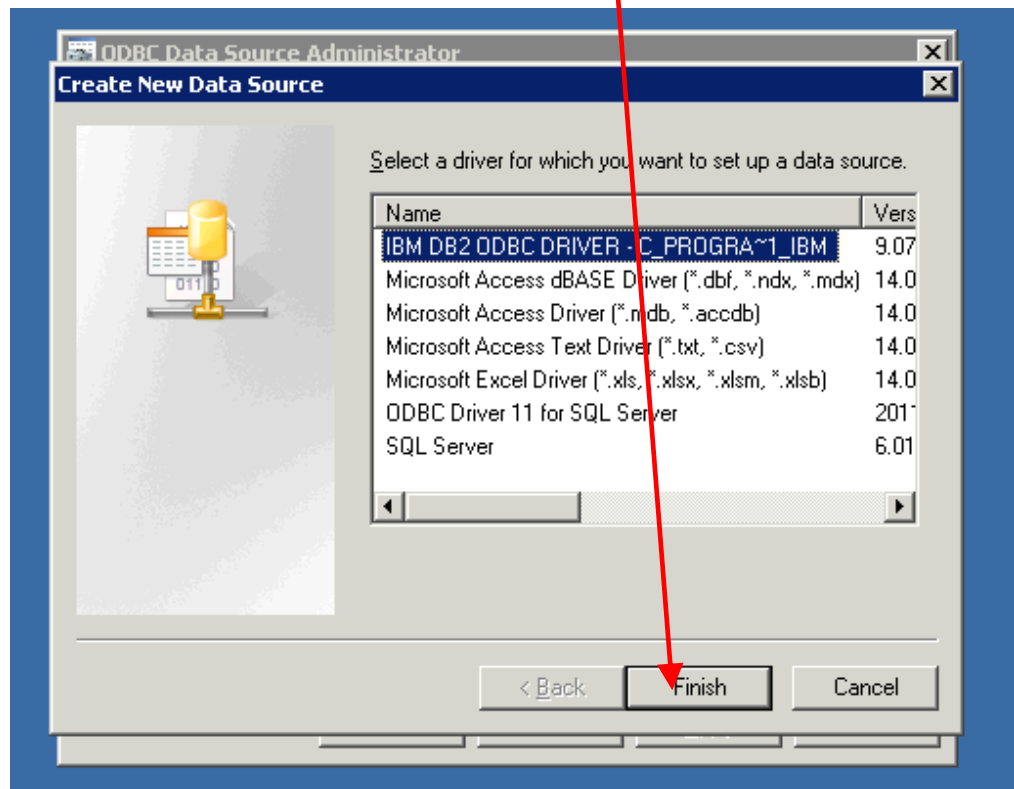 ODBC Data Source Administrator
Create New Data Source
Select a driver for which you want to set up a data source.
Name Vers
IBM DB2 ODBC DRIVER - C_PROGRA~1_IBM 9.07
Microsoft Access dBASE Driver (*.dbf, *.ndx, *.mdx) 14.0
Microsoft Access Driver (*.mdb, *.accdb) 14.0
Microsoft Access Text Driver (*.txt, *.csv) 14.0
Microsoft Excel Driver (*.xls, *.xlsx, *.xlsm, *.xlsb) 14.0
ODBC Driver 11 for SQL Server 2011
SQL Server 6.01
< Back Finish Cancel